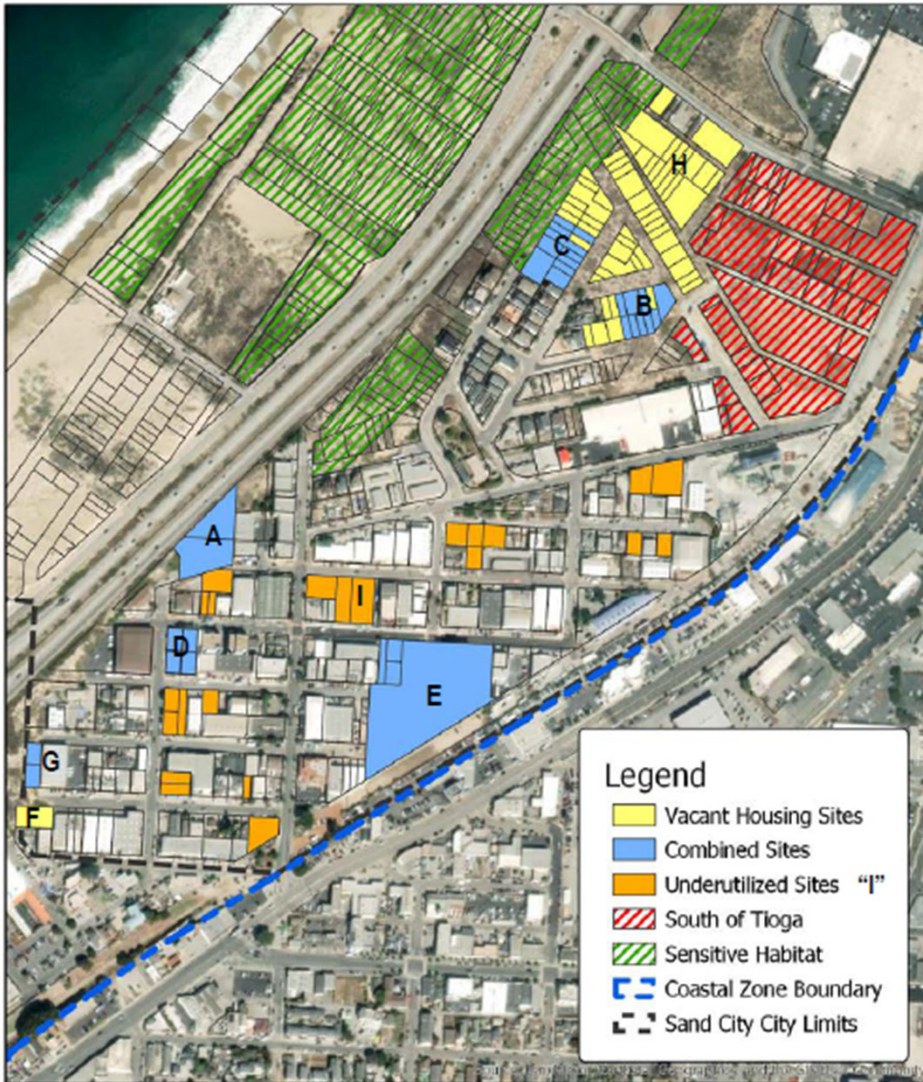 H
C
B
A
I
D
E
G
F
Legend
Vacant Housing Sites
Combined Sites
Underutilized Sites "I"
South of Tioga
Sensitive Habitat
Coastal Zone Boundary
Sand City City Limits